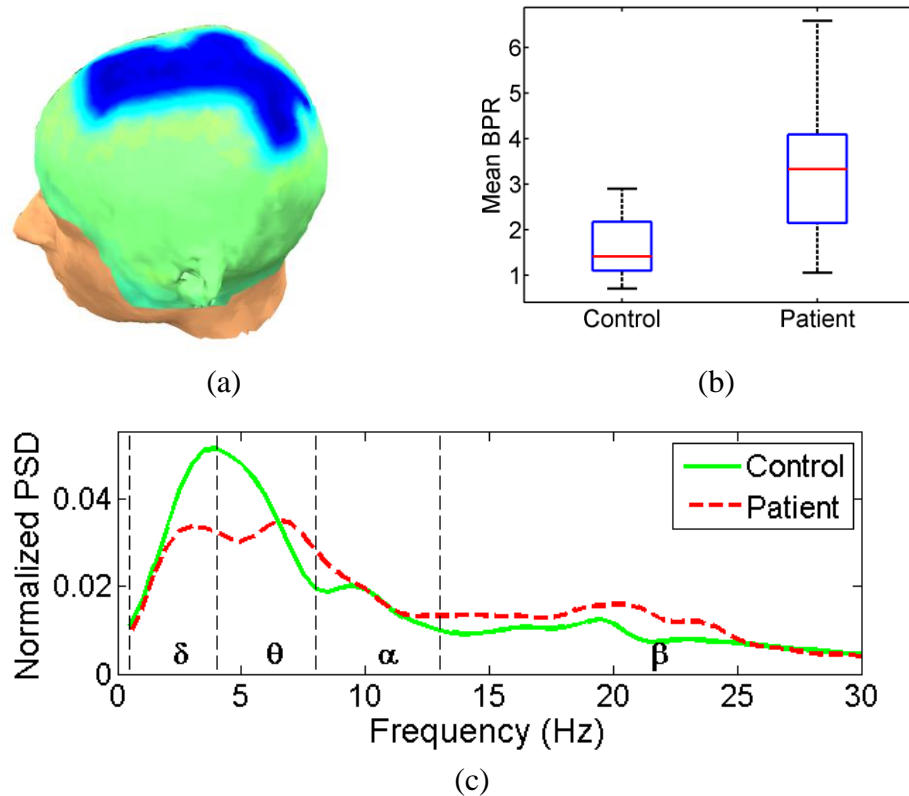 6
5
4
3
2
1
Mean BPR
Control Patient
(a) (b)
0.04
0.02
0
Normalized PSD
Control
Patient
δ θ α β
0 5 10 15 20 25 30
Frequency (Hz)
(c)